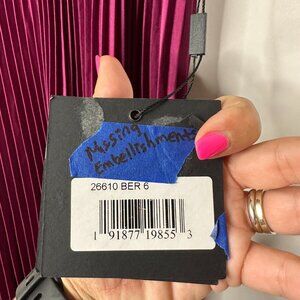 Missing
Embellishments
26610 BER 6
1 91877 19855 3